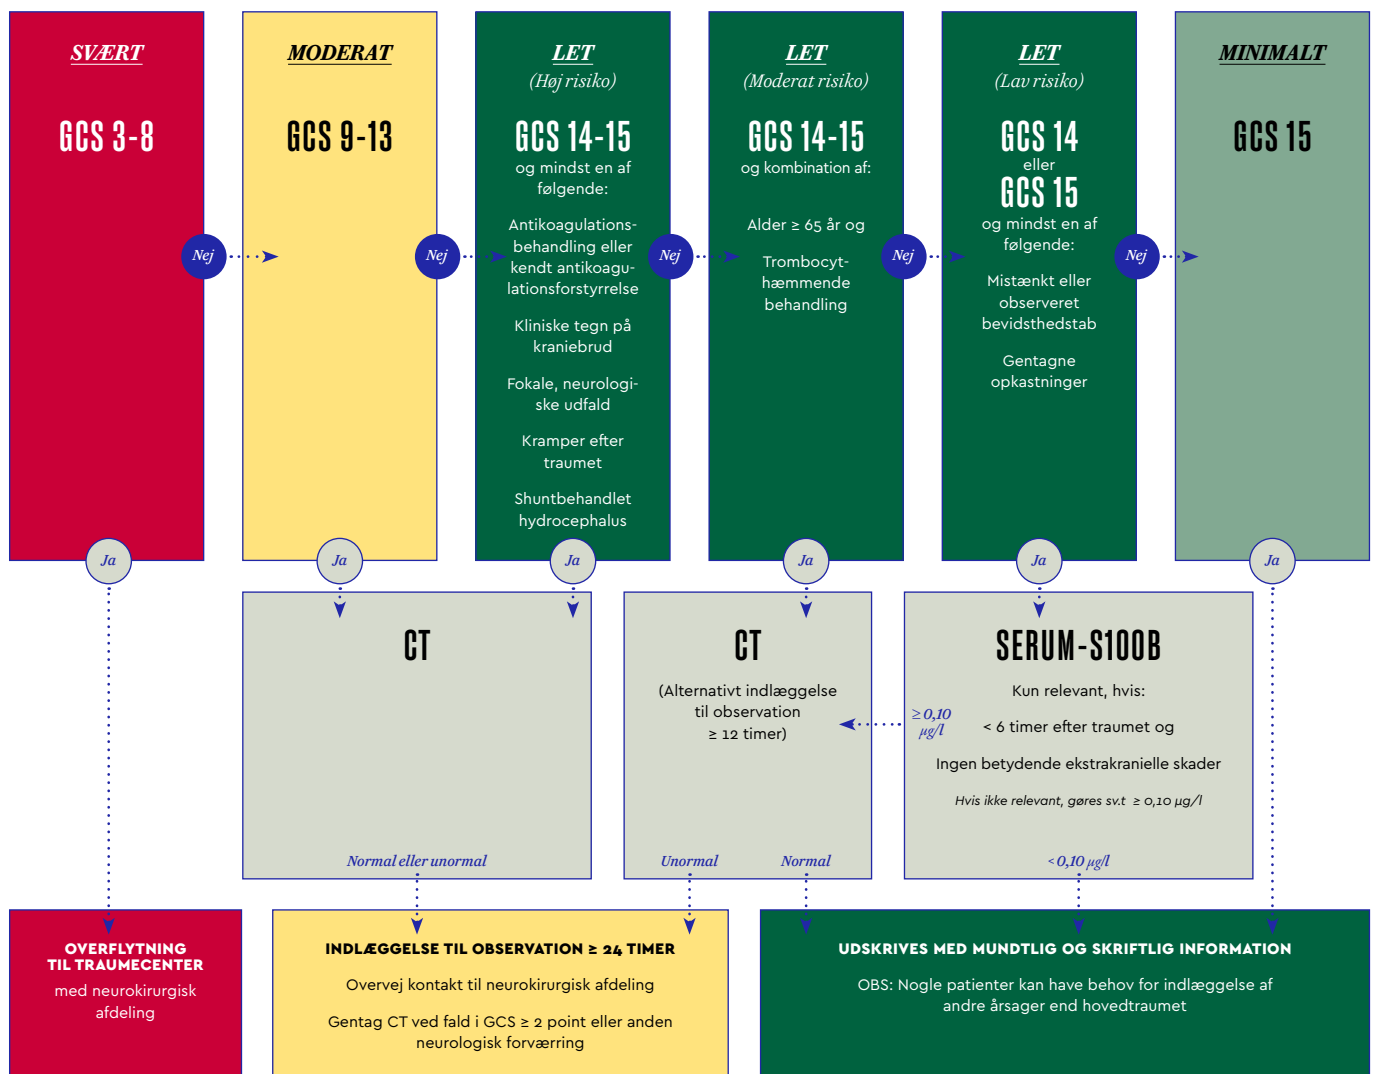 SVÆRT
GCS 3-8
Nej
Ja
MODERAT
GCS 9-13
Nej
Ja
LET
(Høj risiko)
GCS 14-15
og mindst en af
følgende:
Antikoagulations-
behandling eller
kendt antikoagu-
lationsforstyrrelse
Kliniske tegn på
kraniebrud
Fokale, neurologi-
ske udfald
Kramper efter
traumet
Shuntbehandlet
hydrocephalus
Nej
Ja
LET
(Moderat risiko)
GCS 14-15
og kombination af:
Alder ≥ 65 år og
Trombocyt-
hæmmende
behandling
Nej
Ja
LET
(Lav risiko)
GCS 14
eller
GCS 15
og mindst en af
følgende:
Mistænkt eller
observeret
bevidsthedstab
Gentagne
opkastninger
Nej
Ja
MINIMALT
GCS 15
Ja
CT
Normal eller unormal
CT
(Alternativt indlæggelse
til observation
≥ 12 timer)
Unormal
Normal
SERUM-S100B
Kun relevant, hvis:
≥ 0,10
µg/l
< 6 timer efter traumet og
Ingen betydende ekstrakranielle skader
Hvis ikke relevant, gøres sv.t ≥ 0,10 µg/l
<0,10 µg/l
OVERFLYTNING
TIL TRAUMECENTER
med neurokirurgisk
afdeling
INDLÆGGELSE TIL OBSERVATION ≥ 24 TIMER
Overvej kontakt til neurokirurgisk afdeling
Gentag CT ved fald i GCS ≥ 2 point eller anden
neurologisk forværring
UDSKRIVES MED MUNDTLIG OG SKRIFTLIG INFORMATION
OBS: Nogle patienter kan have behov for indlæggelse af
andre årsager end hovedtraumet